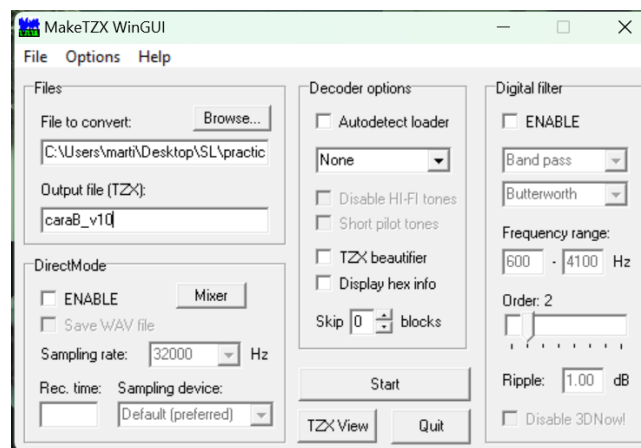 MakeTZX WinGUI
File Options Help
Files
File to convert: Browse...
C:\Users\marti\Desktop\SL\practic
Output file (TZX):
caraB_v10
DirectMode
ENABLE Mixer
Save WAV file
Sampling rate: 32000 Hz
Rec. time: Sampling device:
Default (preferred)
Decoder options
Autodetect loader
None
Disable HI-FI tones
Short pilot tones
TZX beautifier
Display hex info
Skip 0 blocks
Start
TZX View Quit
Digital filter
ENABLE
Band pass
Butterworth
Frequency range:
600 - 4100 Hz
Order: 2
Ripple: 1.00 dB
Disable 3DNow!